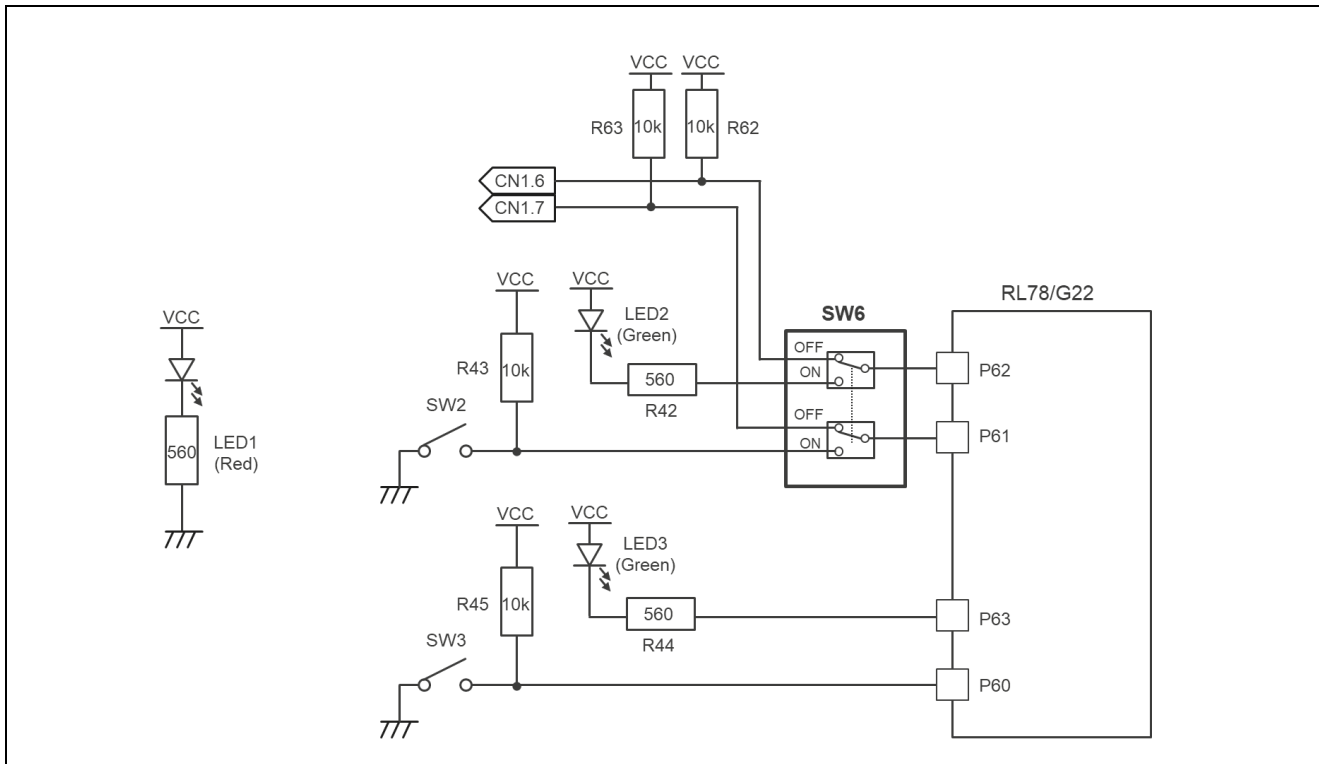 VCC
VCC
R63
10k
10k
R62
CN1.6
CN1.7
VCC
VCC
RL78/G22
VCC
LED2
(Green)
SW6
R43
10k
OFF
ON
P62
560
R42
SW2
OFF
ON
P61
560
LED1
(Red)
VCC
VCC
LED3
(Green)
R45
10k
560
R44
P63
SW3
P60